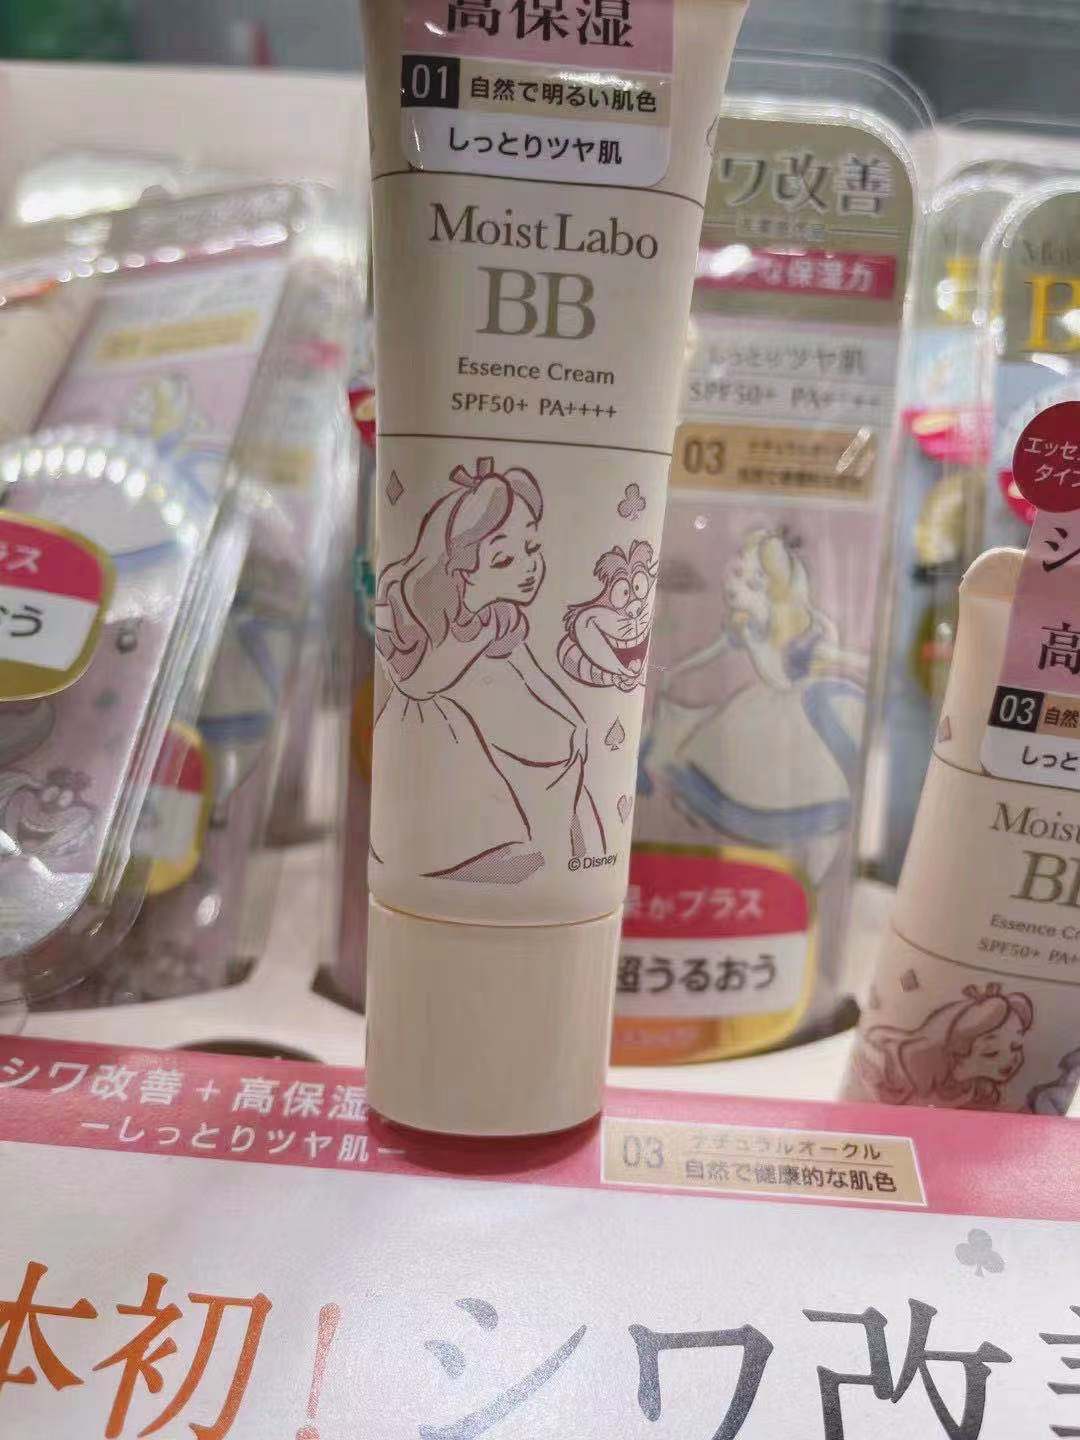 高保湿
01 自然で明るい肌色
しっとりツヤ肌
Moist Labo
BB
Essence Cream
SPF50+ PA++++
©Disney
ワ改善
な保湿力
しっとりツヤ肌
SPF50+ PA++++
03
がプラス
超うるおう
ラス
おう
エッセ
タイプ
シ
高
03 自然
しっと
Moist
BB
Essence Cr
SPF50+ PA+
シワ改善+高保湿
ーしっとりツヤ肌ー
03 ナチュラルオークル
自然で健康的な肌色
本初!シワ改善